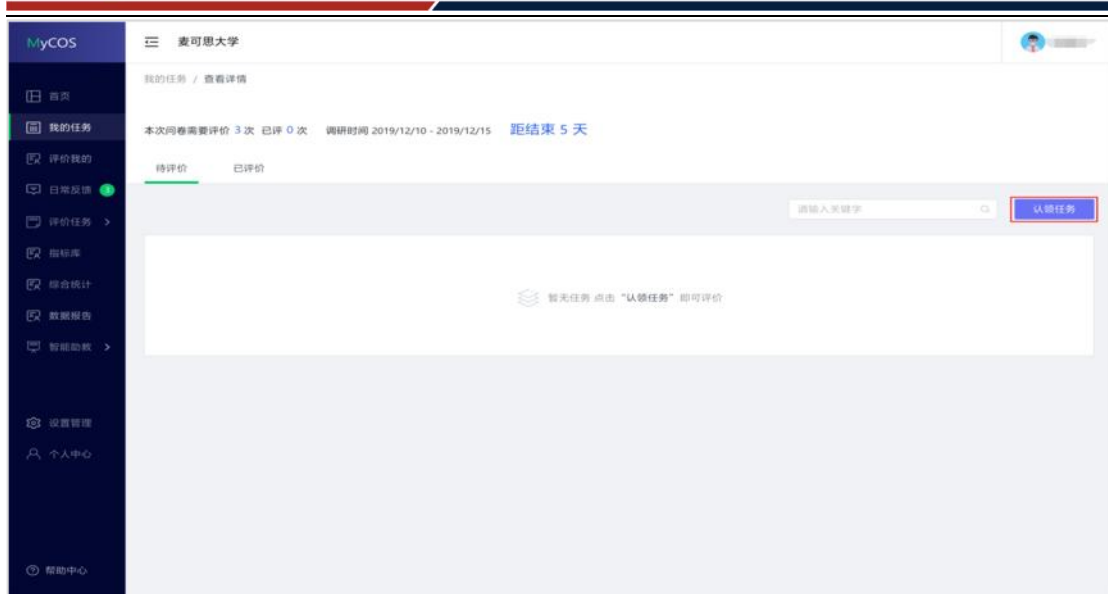 MyCOS
麦可思大学
我的任务 / 查看详情
首页
我的任务
评价我的
日常反馈 3
评价任务 >
指标库
综合统计
数据报告
智能助教 >
设置管理
个人中心
帮助中心
本次问卷需要评价 3 次 已评 0 次 调研时间 2019/12/10 - 2019/12/15 距结束 5 天
待评价 已评价
请输入关键字 认领任务
暂无任务 点击 “认领任务” 即可评价